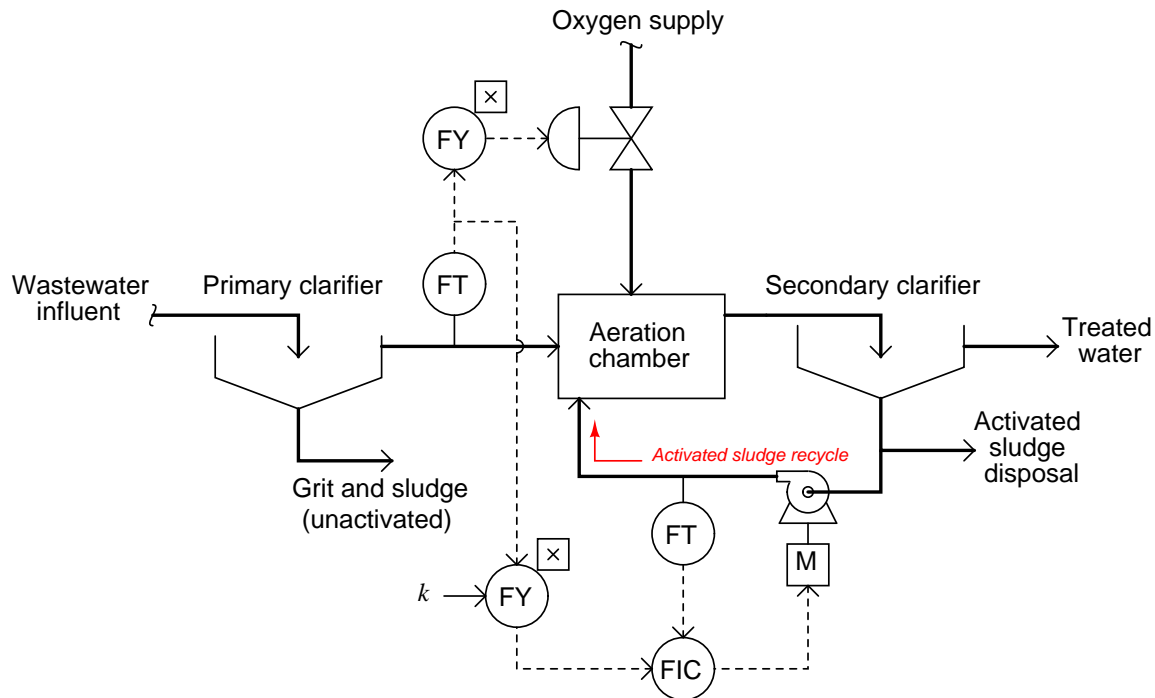 Oxygen supply
×
FY
Wastewater
influent
Primary clarifier
FT
Aeration
chamber
Secondary clarifier
Treated
water
Activated sludge recycle
Activated
sludge
disposal
Grit and sludge
(unactivated)
FT
M
×
k
FY
FIC